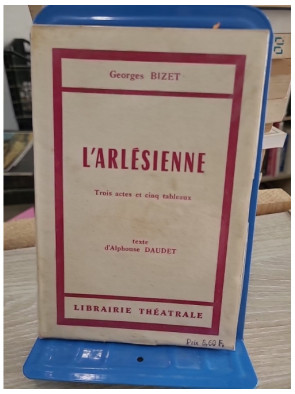 Georges BIZET
L'ARLÉSIENNE
Trois actes et cinq tableaux
texte
d'Alphonse DAUDET
LIBRAIRIE THÉATRALE